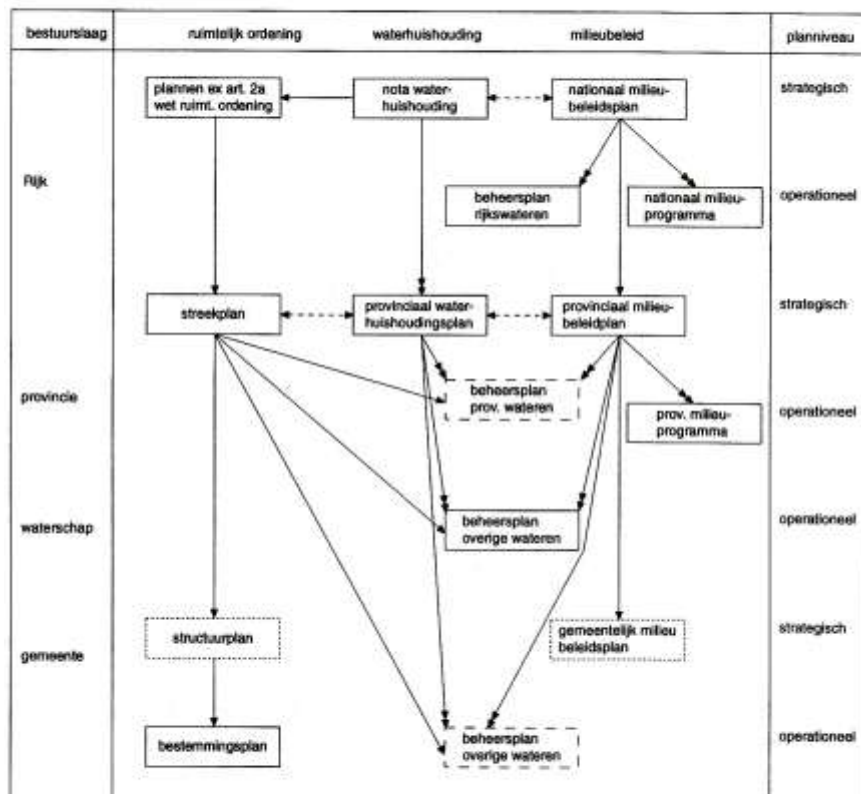 bestuurslaag
ruimtelijk ordening
waterhuishouding
milieubeleid
planniveau
plannen ex art. 2a
wet ruimt. ordening
nota water-
huishouding
nationaal milieu-
beleidsplan
strategisch
Rijk
beheersplan
rijkswateren
nationaal milieu-
programma
operationeel
streekplan
provinciaal water-
huishoudingsplan
provinciaal milieu-
beleidplan
strategisch
provincie
beheersplan
prov. wateren
prov. milieu-
programma
operationeel
waterschap
beheersplan
overige wateren
operationeel
gemeente
structuurplan
gemeentelijk milieu
beleidsplan
strategisch
bestemmingsplan
beheersplan
overige wateren
operationeel